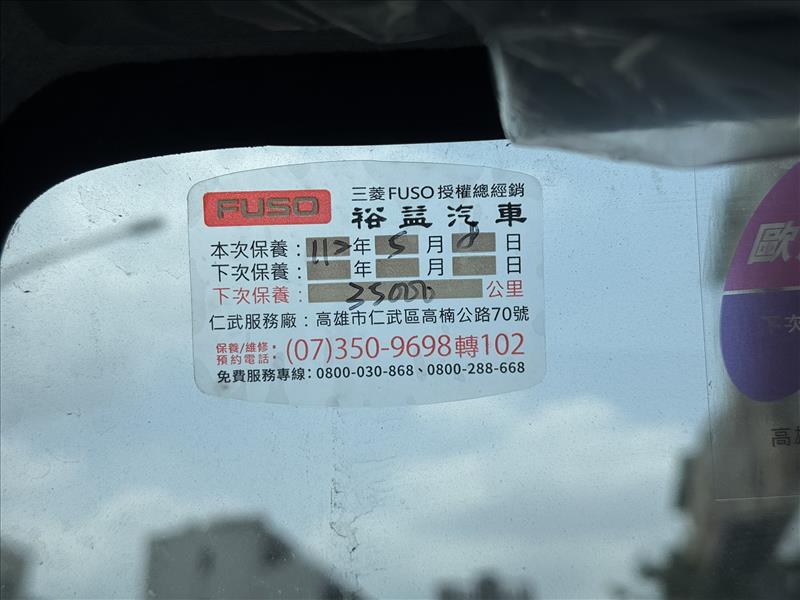 FUSO
三菱FUSO授權總經銷
裕益汽車
本次保養：112年5月8日
下次保養：年月日
下次保養：35000公里
仁武服務廠：高雄市仁武區高楠公路70號
保養/維修・
預約電話：(07)350-9698轉102
免費服務專線：0800-030-868、0800-288-668
歐
下次
高雄